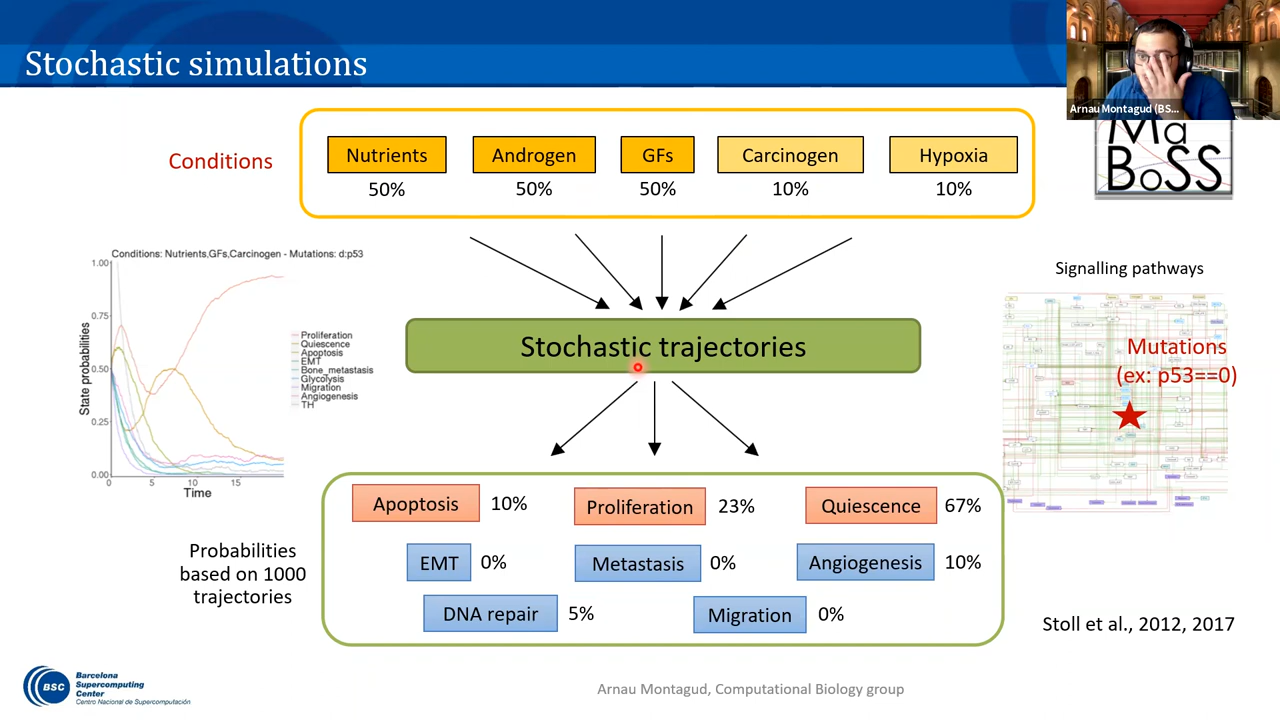 Stochastic simulations
Arnau Montagud (BS...
Ma
BoSS
Conditions
Nutrients
Androgen
GFs
Carcinogen
Hypoxia
50%
50%
50%
10%
10%
Conditions: Nutrients,GFs,Carcinogen - Mutations: d:p53
1.00
0.75
0.50
0.25
0.00
State probabilities
0
5
10
15
Time
Proliferation
Quiescence
Apoptosis
EMT
Bone_metastasis
Glycolysis
Migration
Angiogenesis
TH
Stochastic trajectories
Signalling pathways
Mutations
(ex: p53==0)
Probabilities
based on 1000
trajectories
Apoptosis 10%
Proliferation 23%
Quiescence 67%
EMT 0%
Metastasis 0%
Angiogenesis 10%
DNA repair 5%
Migration 0%
Stoll et al., 2012, 2017
BSC
Barcelona
Supercomputing
Center
Centro Nacional de Supercomputación
Arnau Montagud, Computational Biology group